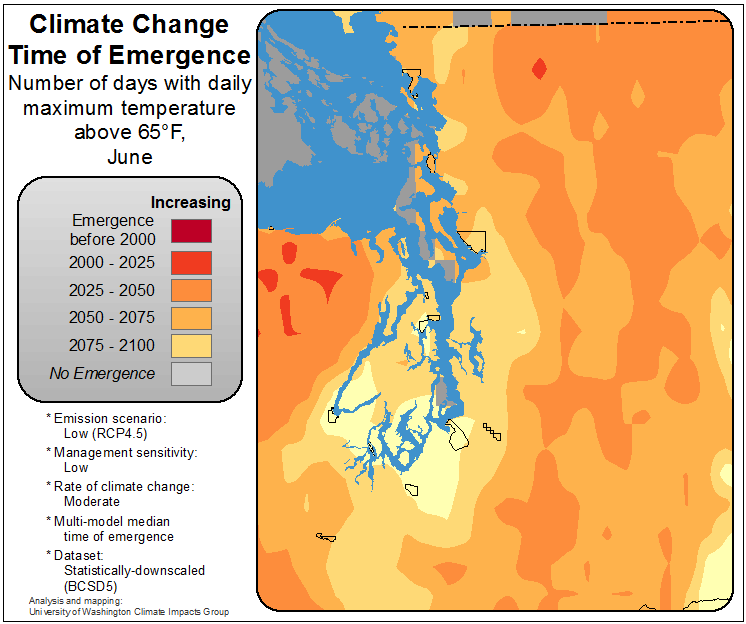 Climate Change
Time of Emergence
Number of days with daily
maximum temperature
above 65°F,
June
Increasing
Emergence
before 2000
2000 - 2025
2025 - 2050
2050 - 2075
2075 - 2100
No Emergence
* Emission scenario:
Low (RCP4.5)
* Management sensitivity:
Low
* Rate of climate change:
Moderate
* Multi-model median
time of emergence
* Dataset:
Statistically-downscaled
(BCSD5)
Analysis and mapping:
University of Washington Climate Impacts Group